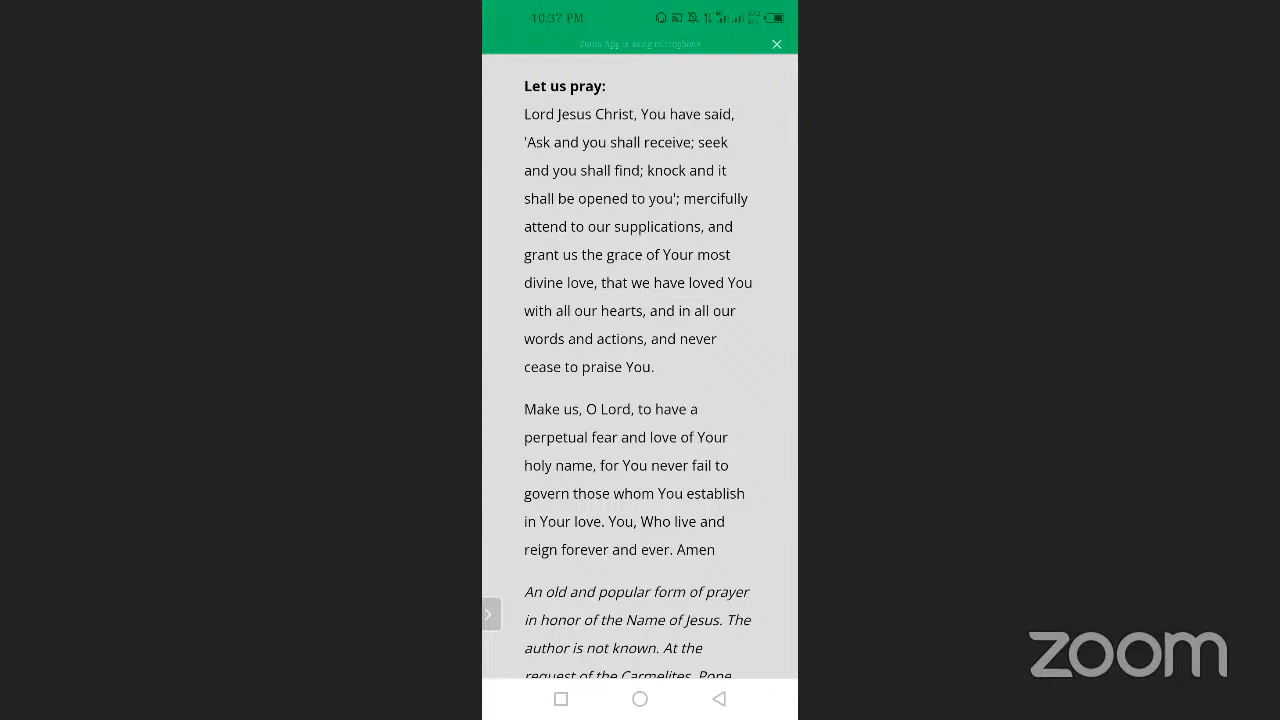 10:37 PM
Zoom App is using microphone
Let us pray:
Lord Jesus Christ, You have said,
'Ask and you shall receive; seek
and you shall find; knock and it
shall be opened to you'; mercifully
attend to our supplications, and
grant us the grace of Your most
divine love, that we have loved You
with all our hearts, and in all our
words and actions, and never
cease to praise You.
Make us, O Lord, to have a
perpetual fear and love of Your
holy name, for You never fail to
govern those whom You establish
in Your love. You, Who live and
reign forever and ever. Amen
An old and popular form of prayer
in honor of the Name of Jesus. The
author is not known. At the
request of the Carmelites, Pope
zoom